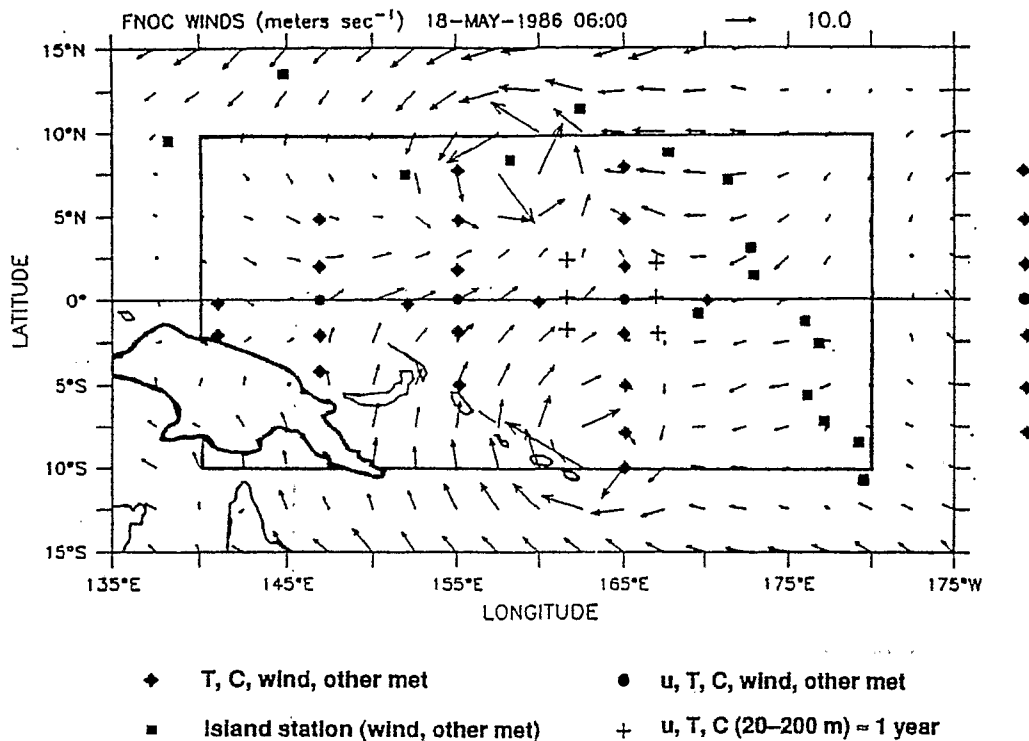 FNOC WINDS (meters sec⁻¹) 18-MAY-1986 06:00 10.0
15°N
10°N
5°N
0°
5°S
10°S
15°S
LATITUDE
135°E 145°E 155°E 165°E 175°E 175°W
LONGITUDE
T, C, wind, other met
u, T, C, wind, other met
Island station (wind, other met)
u, T, C (20–200 m) ≈ 1 year